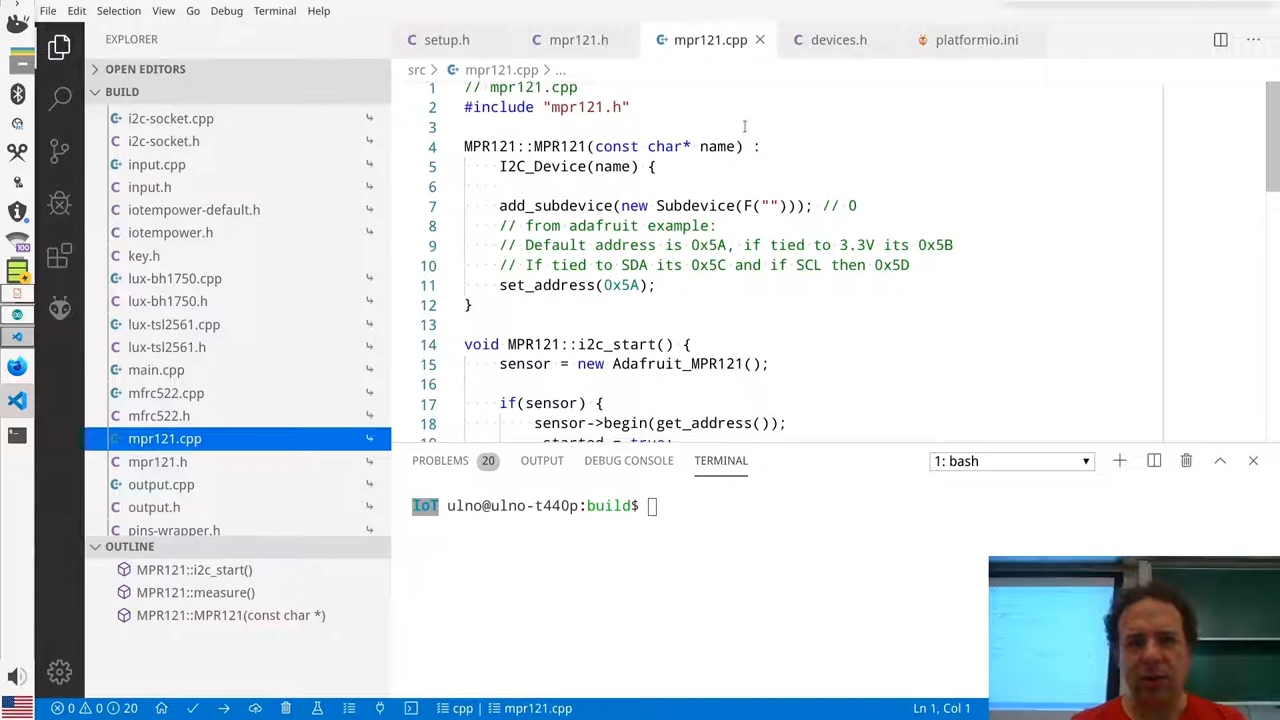 File Edit Selection View Go Debug Terminal Help
EXPLORER
OPEN EDITORS
BUILD
i2c-socket.cpp
i2c-socket.h
input.cpp
input.h
iotempower-default.h
iotempower.h
key.h
lux-bh1750.cpp
lux-bh1750.h
lux-tsl2561.cpp
lux-tsl2561.h
main.cpp
mfrc522.cpp
mfrc522.h
mpr121.cpp
mpr121.h
output.cpp
output.h
pins-wrapper.h
OUTLINE
MPR121::i2c_start()
MPR121::measure()
MPR121::MPR121(const char *)
setup.h mpr121.h mpr121.cpp devices.h platformio.ini
src > mpr121.cpp > ...
1 // mpr121.cpp
2 #include "mpr121.h"
3
4 MPR121::MPR121(const char* name) :
5 I2C_Device(name) {
6
7 add_subdevice(new Subdevice(F(""))); // 0
8 // from adafruit example:
9 // Default address is 0x5A, if tied to 3.3V its 0x5B
10 // If tied to SDA its 0x5C and if SCL then 0x5D
11 set_address(0x5A);
12 }
13
14 void MPR121::i2c_start() {
15 sensor = new Adafruit_MPR121();
16
17 if(sensor) {
18 sensor->begin(get_address());
PROBLEMS 20 OUTPUT DEBUG CONSOLE TERMINAL 1: bash
IoT ulno@ulno-t440p:build$
100
0 0 20 cpp | mpr121.cpp Ln 1, Col 1